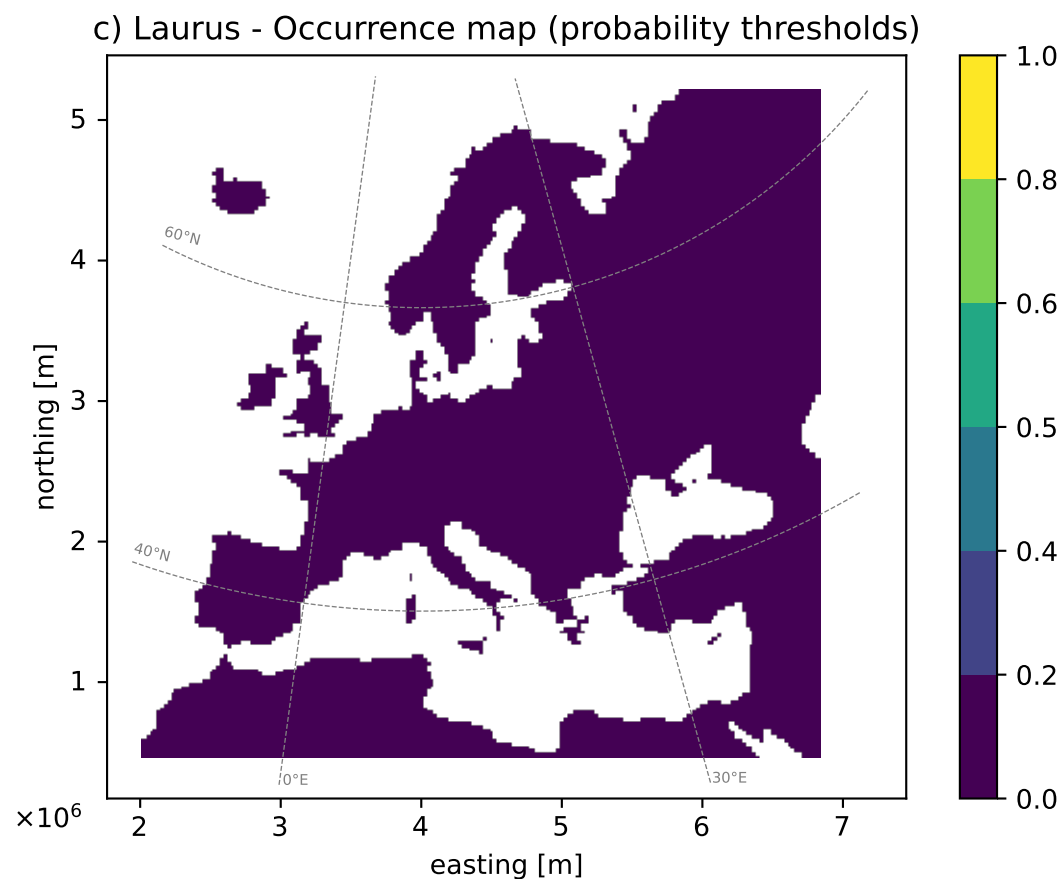 c) Laurus - Occurrence map (probability thresholds)
northing [m]
5
4
3
2
1
60°N
40°N
0°E
30°E
×10⁶
2 3 4 5 6 7
easting [m]
1.0
0.8
0.6
0.5
0.4
0.2
0.0